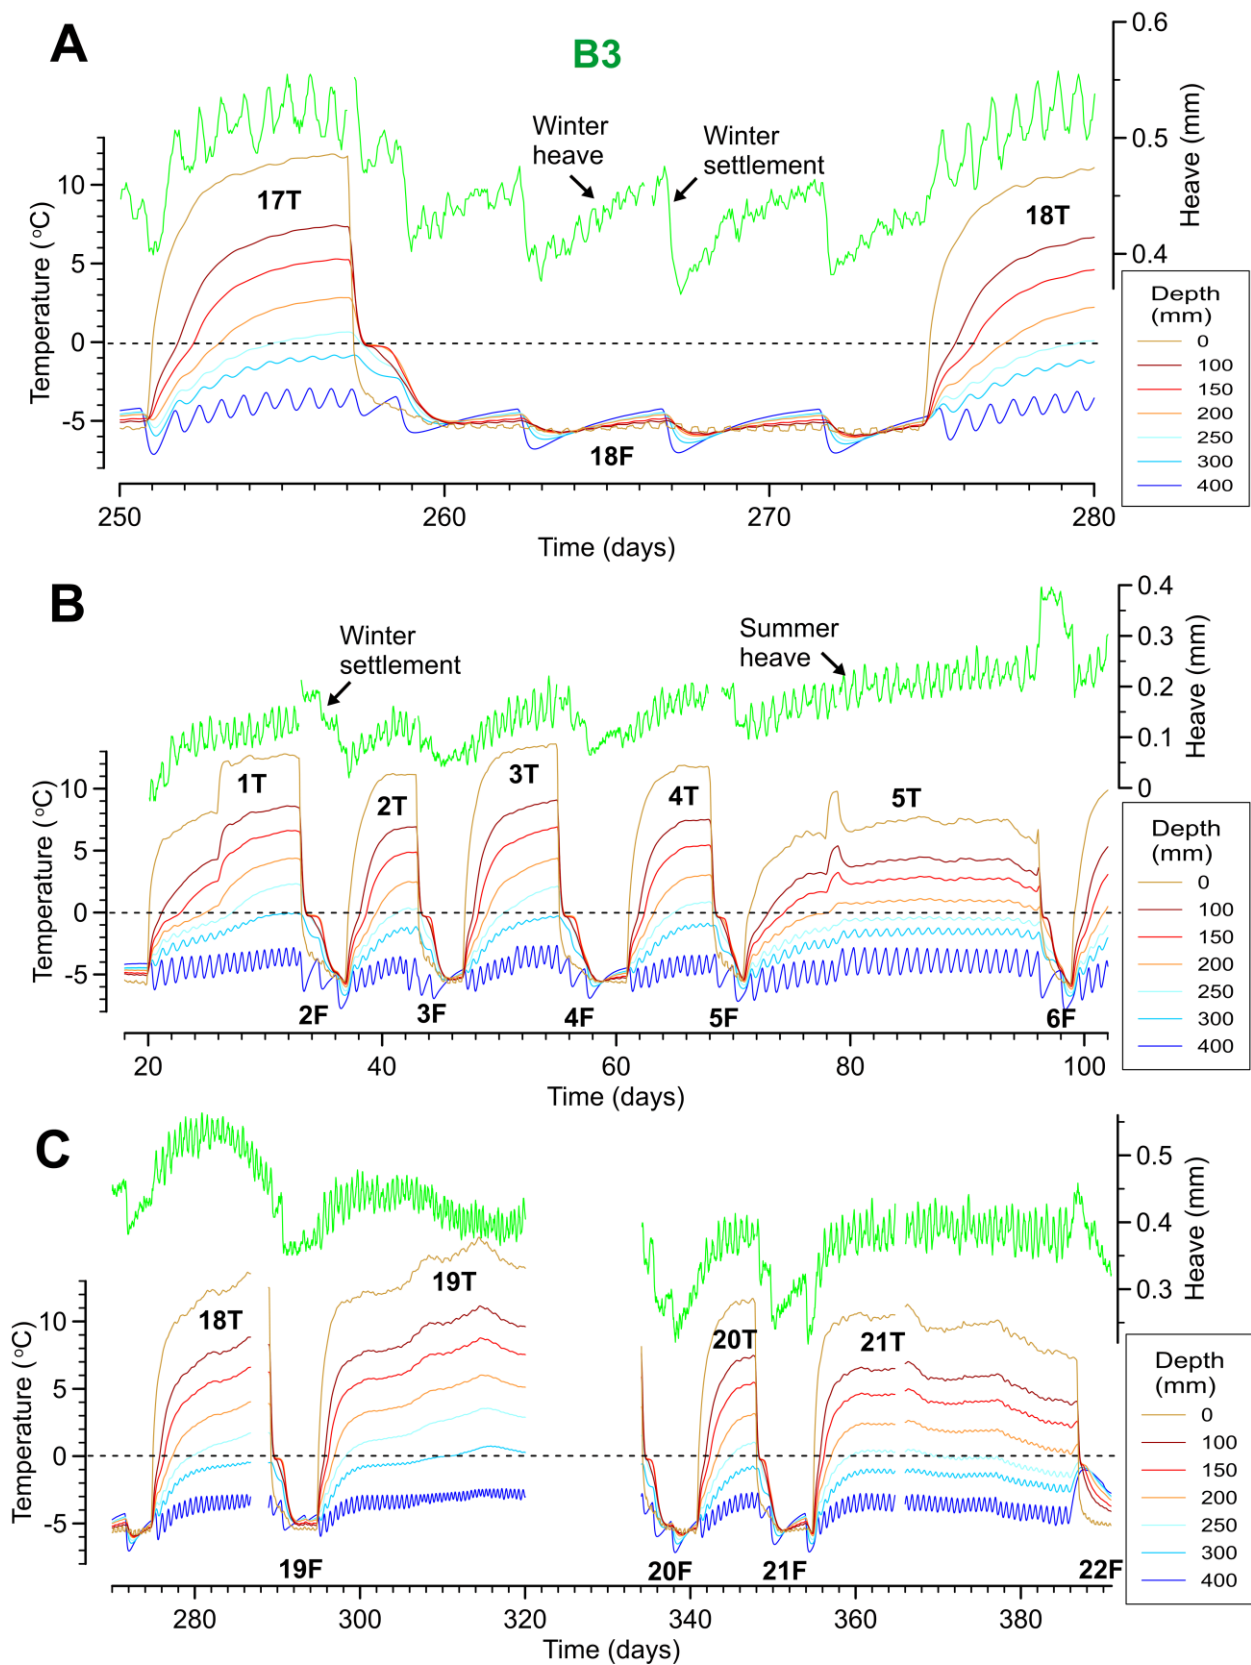 A
B3
0.6
0.5
0.4
Heave (mm)
Winter
heave
Winter
settlement
17T
18T
18F
10
5
0
-5
Temperature (°C)
250
260
270
280
Time (days)
Depth
(mm)
0
100
150
200
250
300
400
B
0.4
0.3
0.2
0.1
0
Heave (mm)
Winter
settlement
Summer
heave
1T
2T
3T
4T
5T
2F
3F
4F
5F
6F
10
5
0
-5
Temperature (°C)
20
40
60
80
100
Time (days)
Depth
(mm)
0
100
150
200
250
300
400
C
0.5
0.4
0.3
Heave (mm)
18T
19T
20T
21T
19F
20F
21F
22F
10
5
0
-5
Temperature (°C)
280
300
320
340
360
380
Time (days)
Depth
(mm)
0
100
150
200
250
300
400